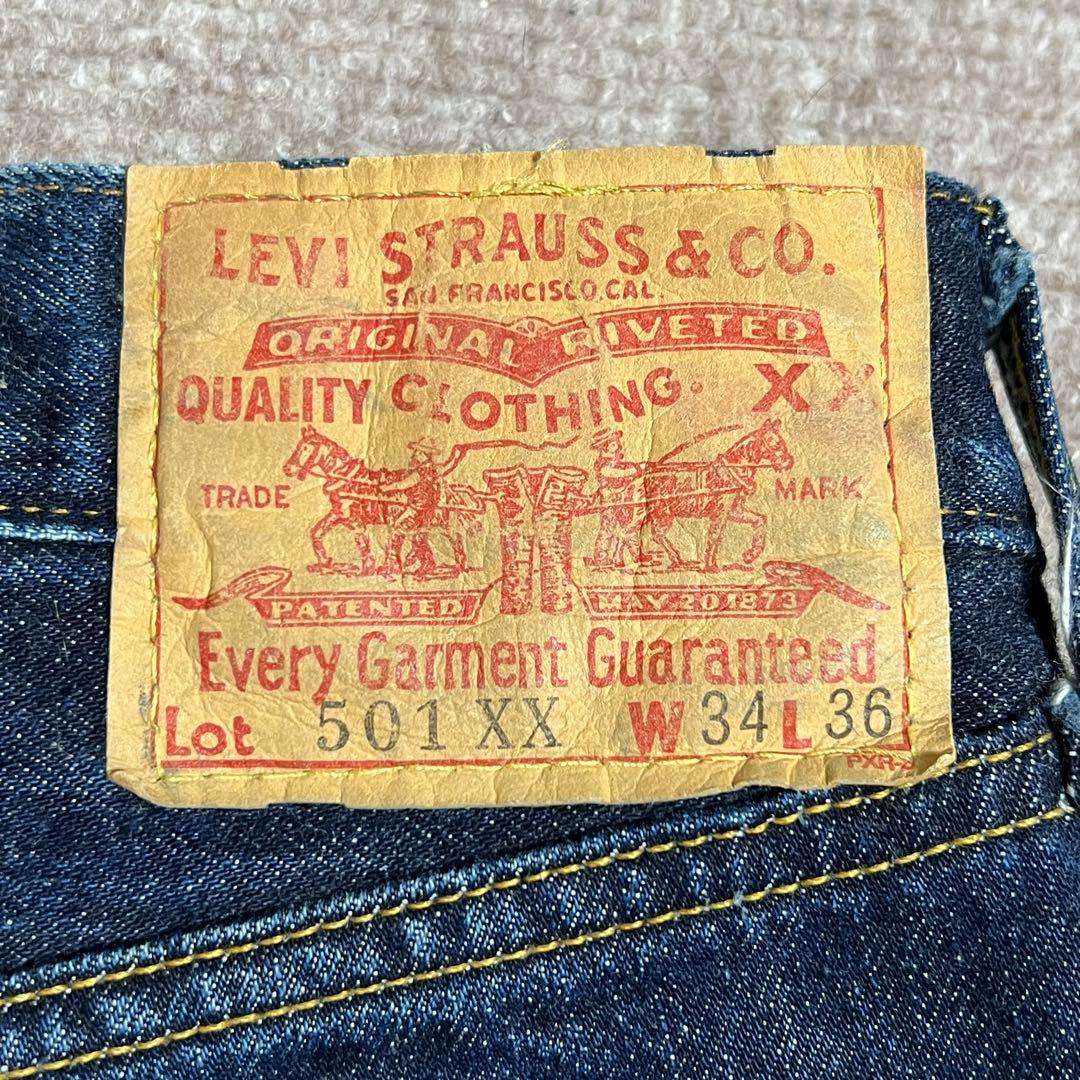 LEVI STRAUSS & CO.
SAN FRANCISCO, CAL.
ORIGINAL RIVETED
QUALITY CLOTHING. XX
TRADE MARK
PATENTED MAY 20 1873
Every Garment Guaranteed
Lot 501 XX W 34 L 36